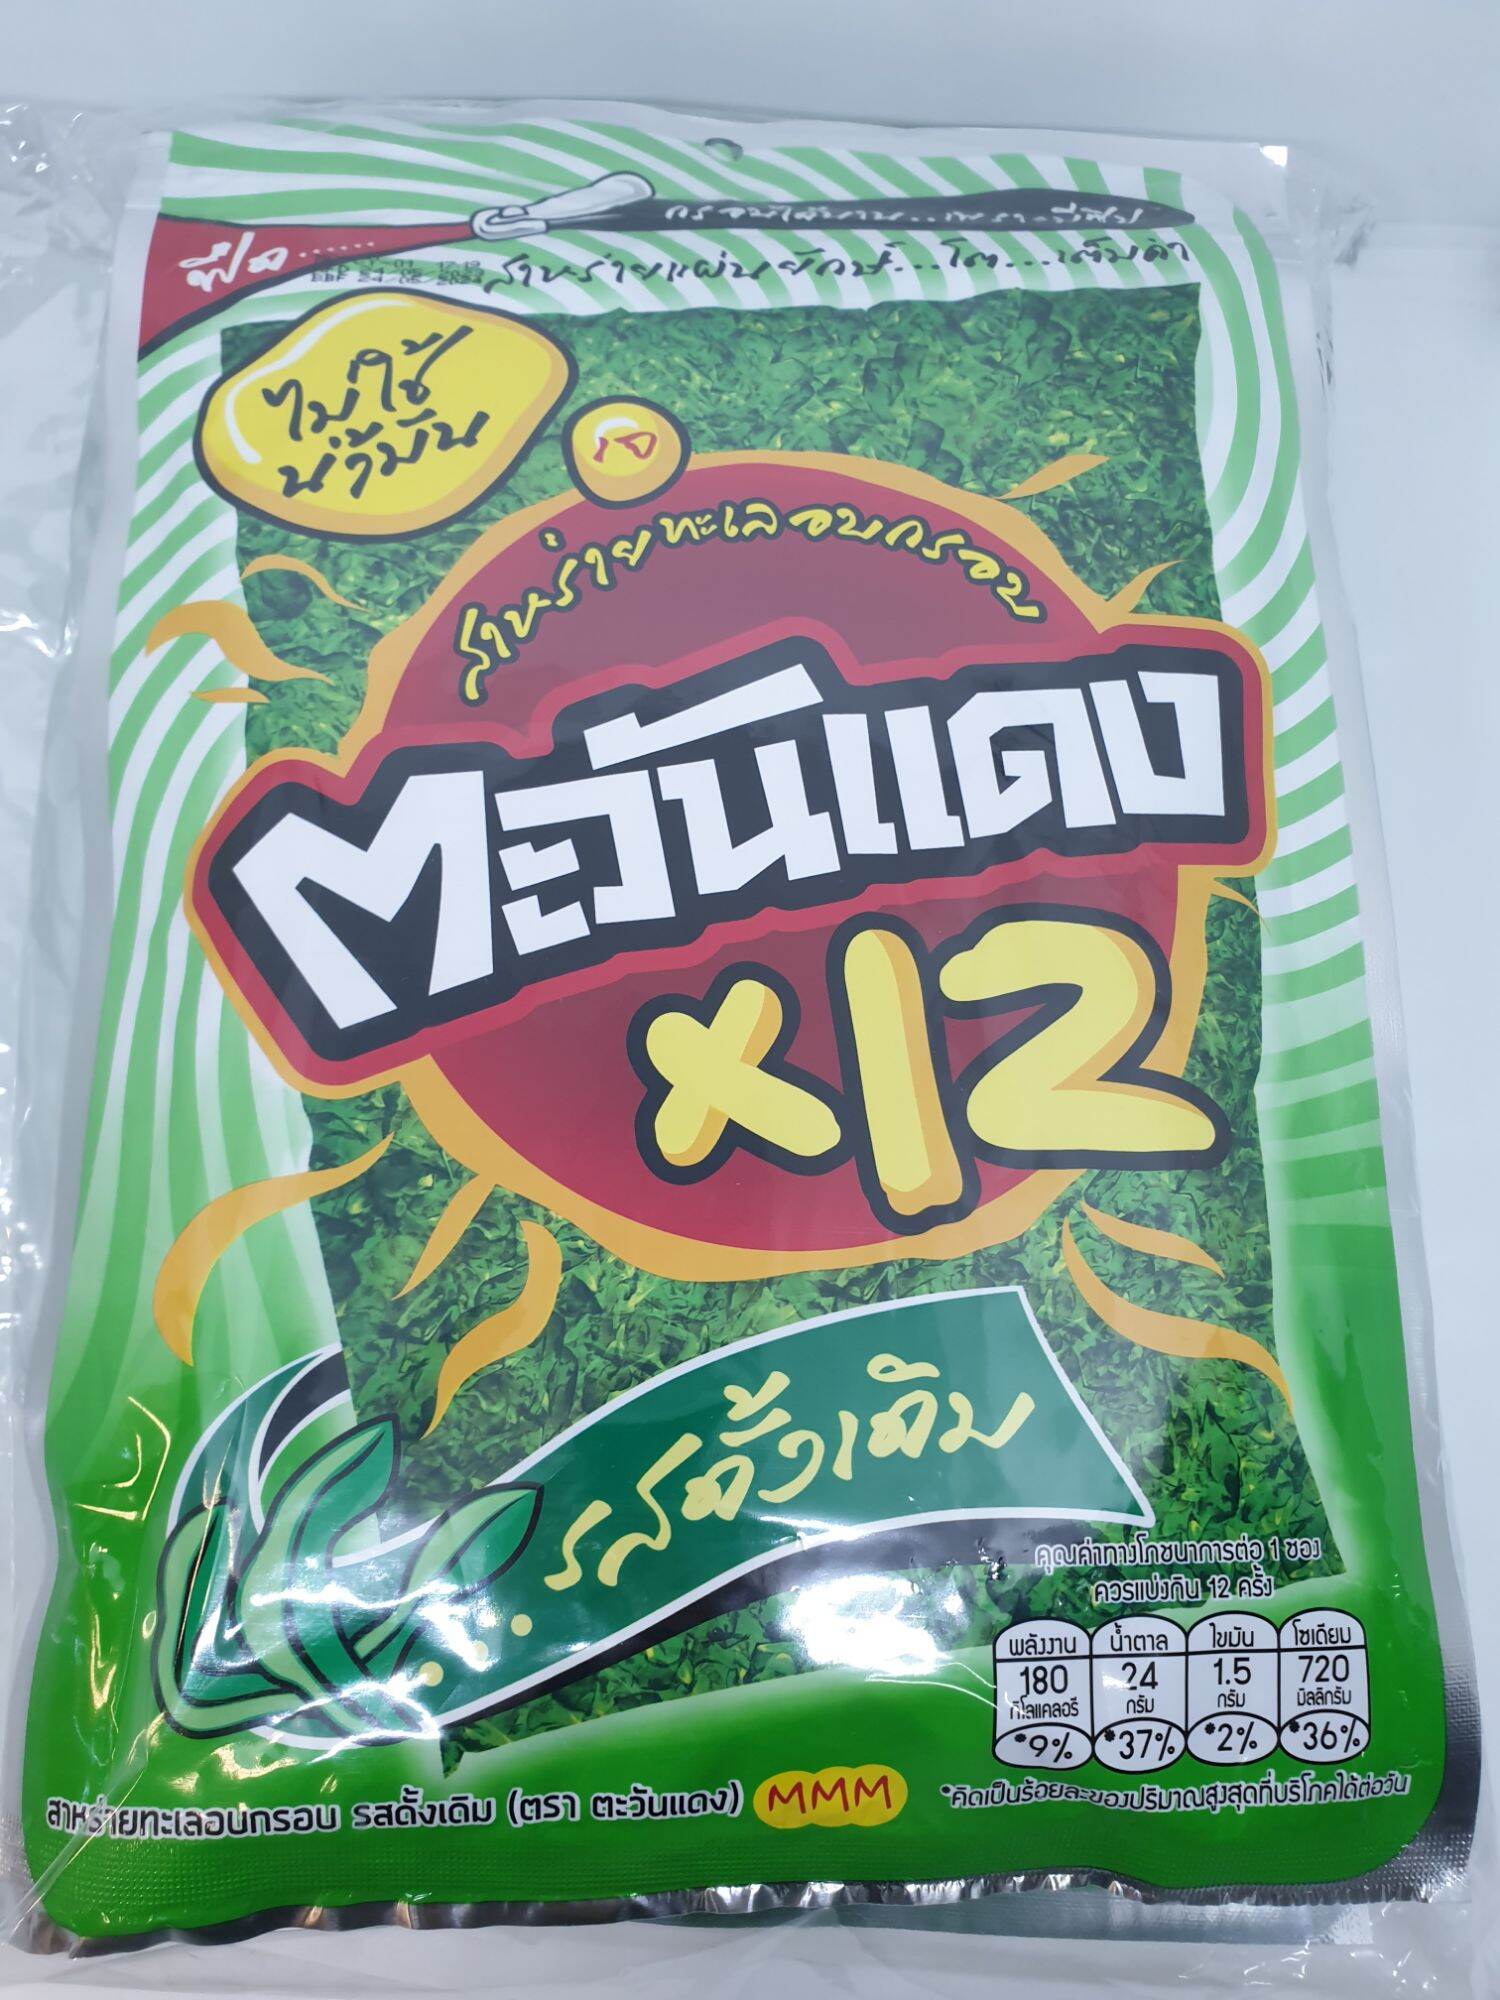 กรอบได้นาน...เพราะมีซิป
ฟืด......
สาหร่ายแผ่นยักษ์...โต...เต็มคำ
ไม่ใช้
น้ำมัน
เจ
สาหร่ายทะเลอบกรอบ
ตะวันแดง
x12
รสดั้งเดิม
คุณค่าทางโภชนาการต่อ 1 ซอง
ควรแบ่งกิน 12 ครั้ง
พลังงาน น้ำตาล ไขมัน โซเดียม
180 24 1.5 720
กิโลแคลอรี กรัม กรัม มิลลิกรัม
*9% *37% *2% *36%
*คิดเป็นร้อยละของปริมาณสูงสุดที่บริโภคได้ต่อวัน
สาหร่ายทะเลอบกรอบ รสดั้งเดิม (ตรา ตะวันแดง) MMM